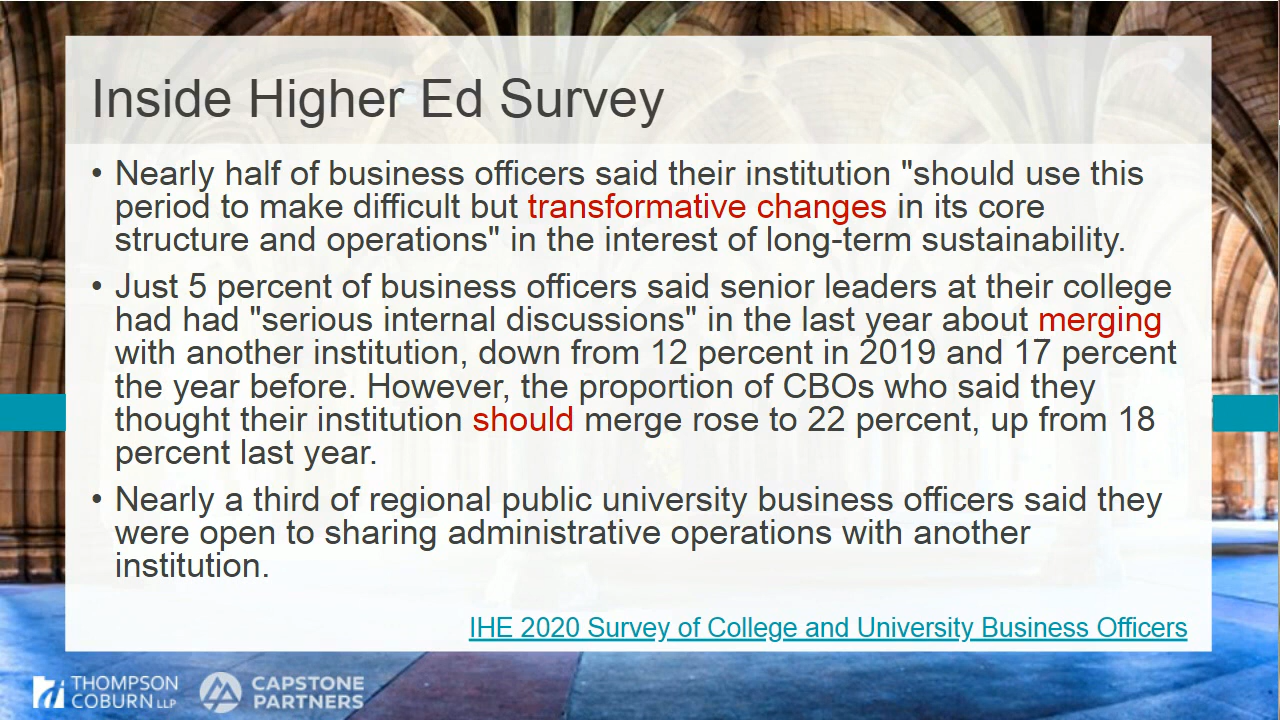 Inside Higher Ed Survey
• Nearly half of business officers said their institution "should use this
period to make difficult but transformative changes in its core
structure and operations" in the interest of long-term sustainability.
• Just 5 percent of business officers said senior leaders at their college
had had "serious internal discussions" in the last year about merging
with another institution, down from 12 percent in 2019 and 17 percent
the year before. However, the proportion of CBOs who said they
thought their institution should merge rose to 22 percent, up from 18
percent last year.
• Nearly a third of regional public university business officers said they
were open to sharing administrative operations with another
institution.
IHE 2020 Survey of College and University Business Officers
THOMPSON
COBURN LLP
CAPSTONE
PARTNERS